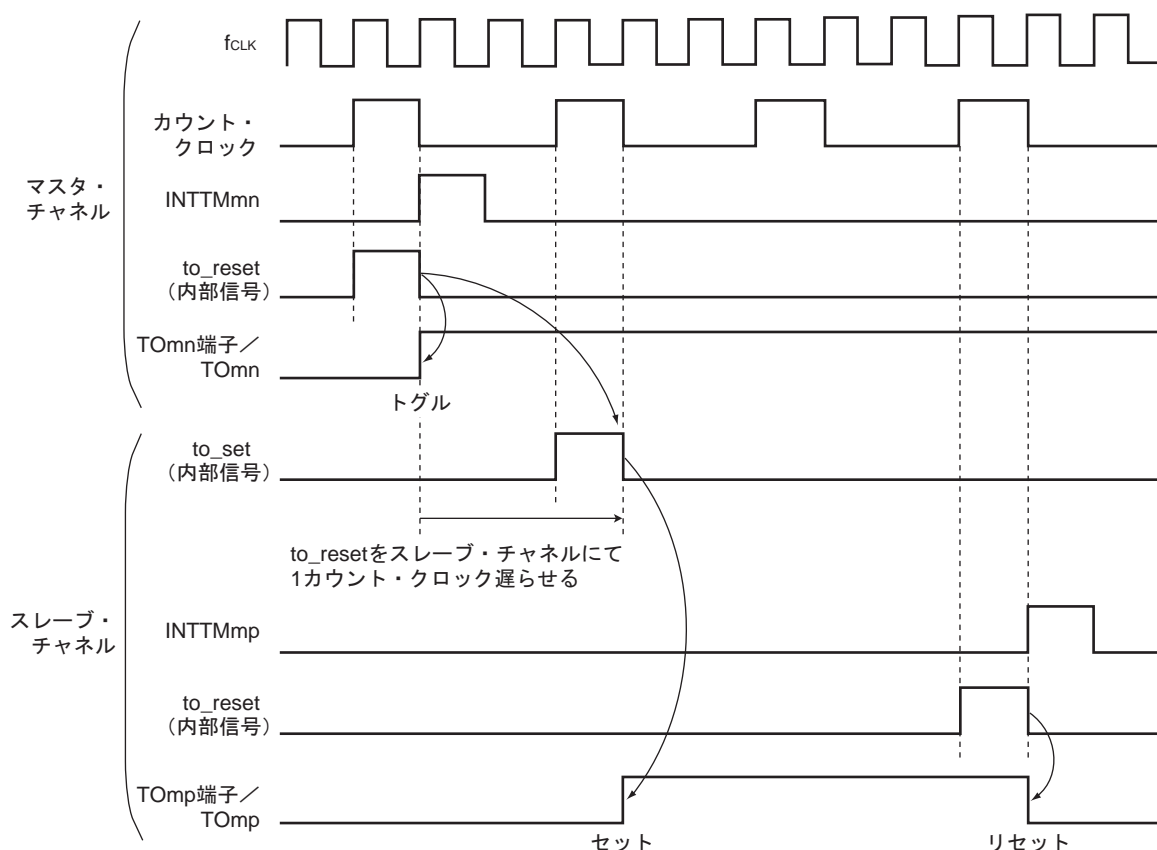 fCLK
カウント・
クロック
マスタ・
チャネル
INTTMmn
to_reset
（内部信号）
TOmn端子／
TOmn
トグル
to_set
（内部信号）
to_resetをスレーブ・チャネルにて
1カウント・クロック遅らせる
スレーブ・
チャネル
INTTMmp
to_reset
（内部信号）
TOmp端子／
TOmp
セット
リセット